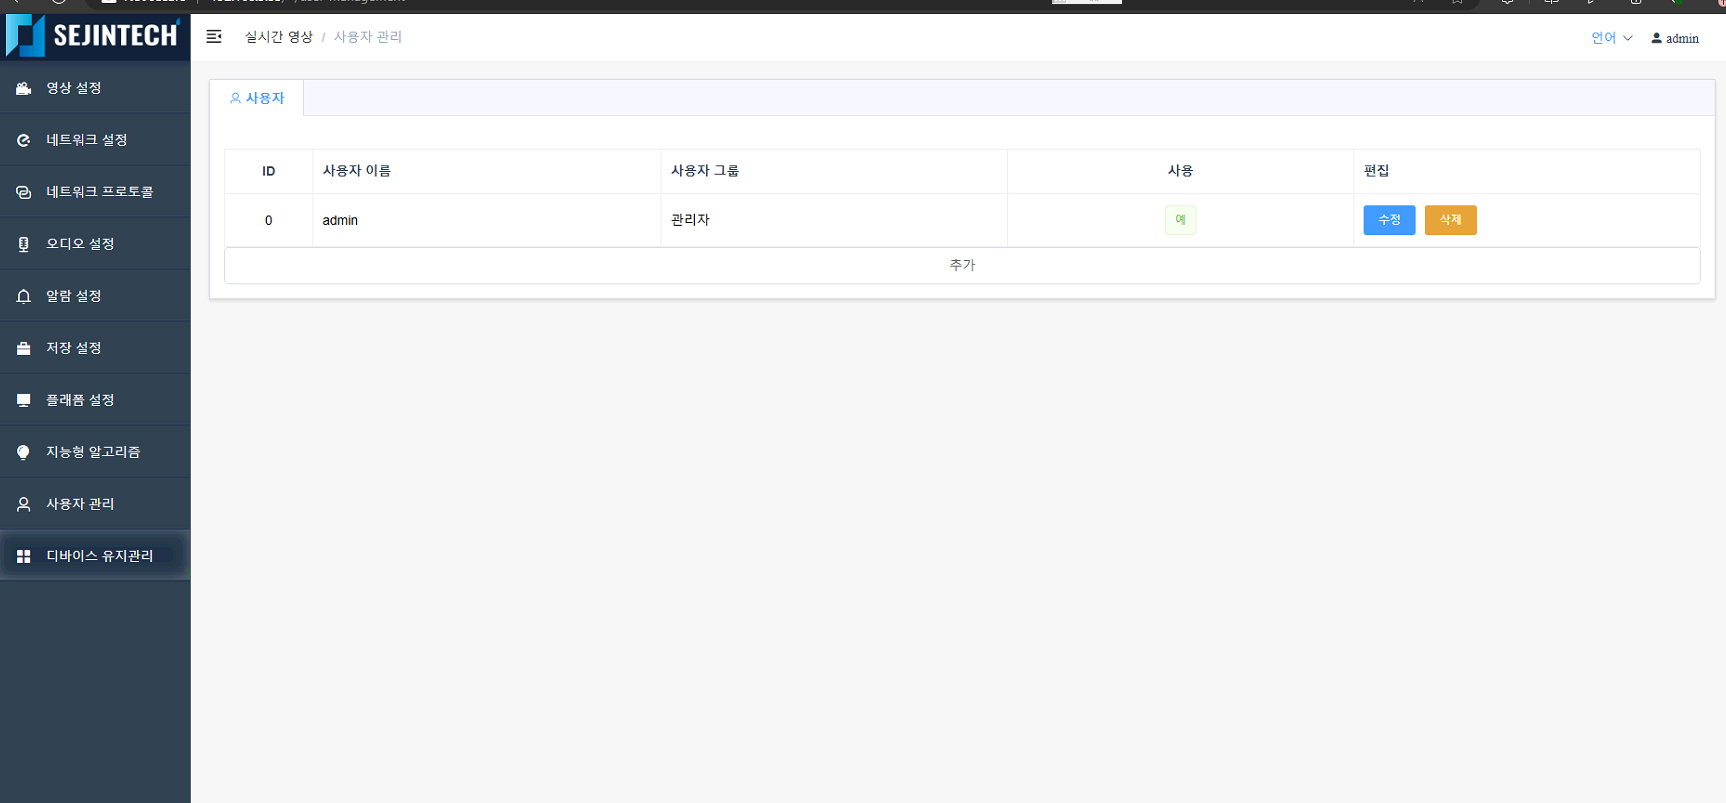 SEJINTECH
실시간 영상 / 사용자 관리
언어
admin
영상 설정
네트워크 설정
네트워크 프로토콜
오디오 설정
알람 설정
저장 설정
플래폼 설정
지능형 알고리즘
사용자 관리
디바이스 유지관리
사용자
ID 사용자 이름 사용자 그룹 사용 편집
0 admin 관리자 예 수정 삭제
추가